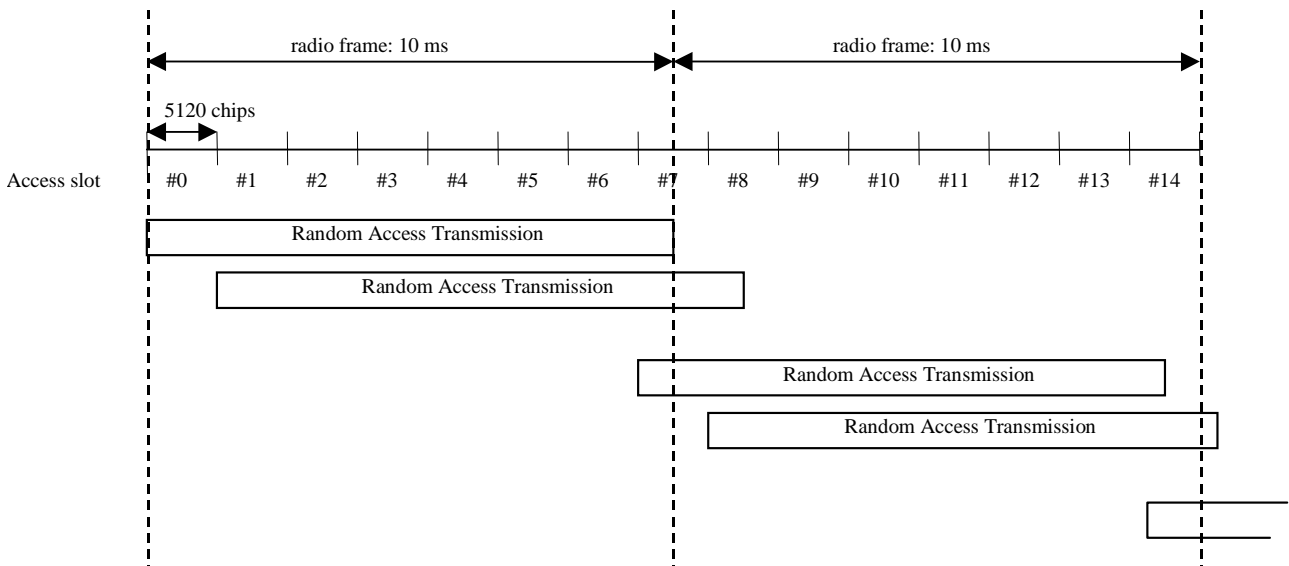 radio frame: 10 ms radio frame: 10 ms
5120 chips
Access slot #0 #1 #2 #3 #4 #5 #6 #7 #8 #9 #10 #11 #12 #13 #14
Random Access Transmission
Random Access Transmission
Random Access Transmission
Random Access Transmission